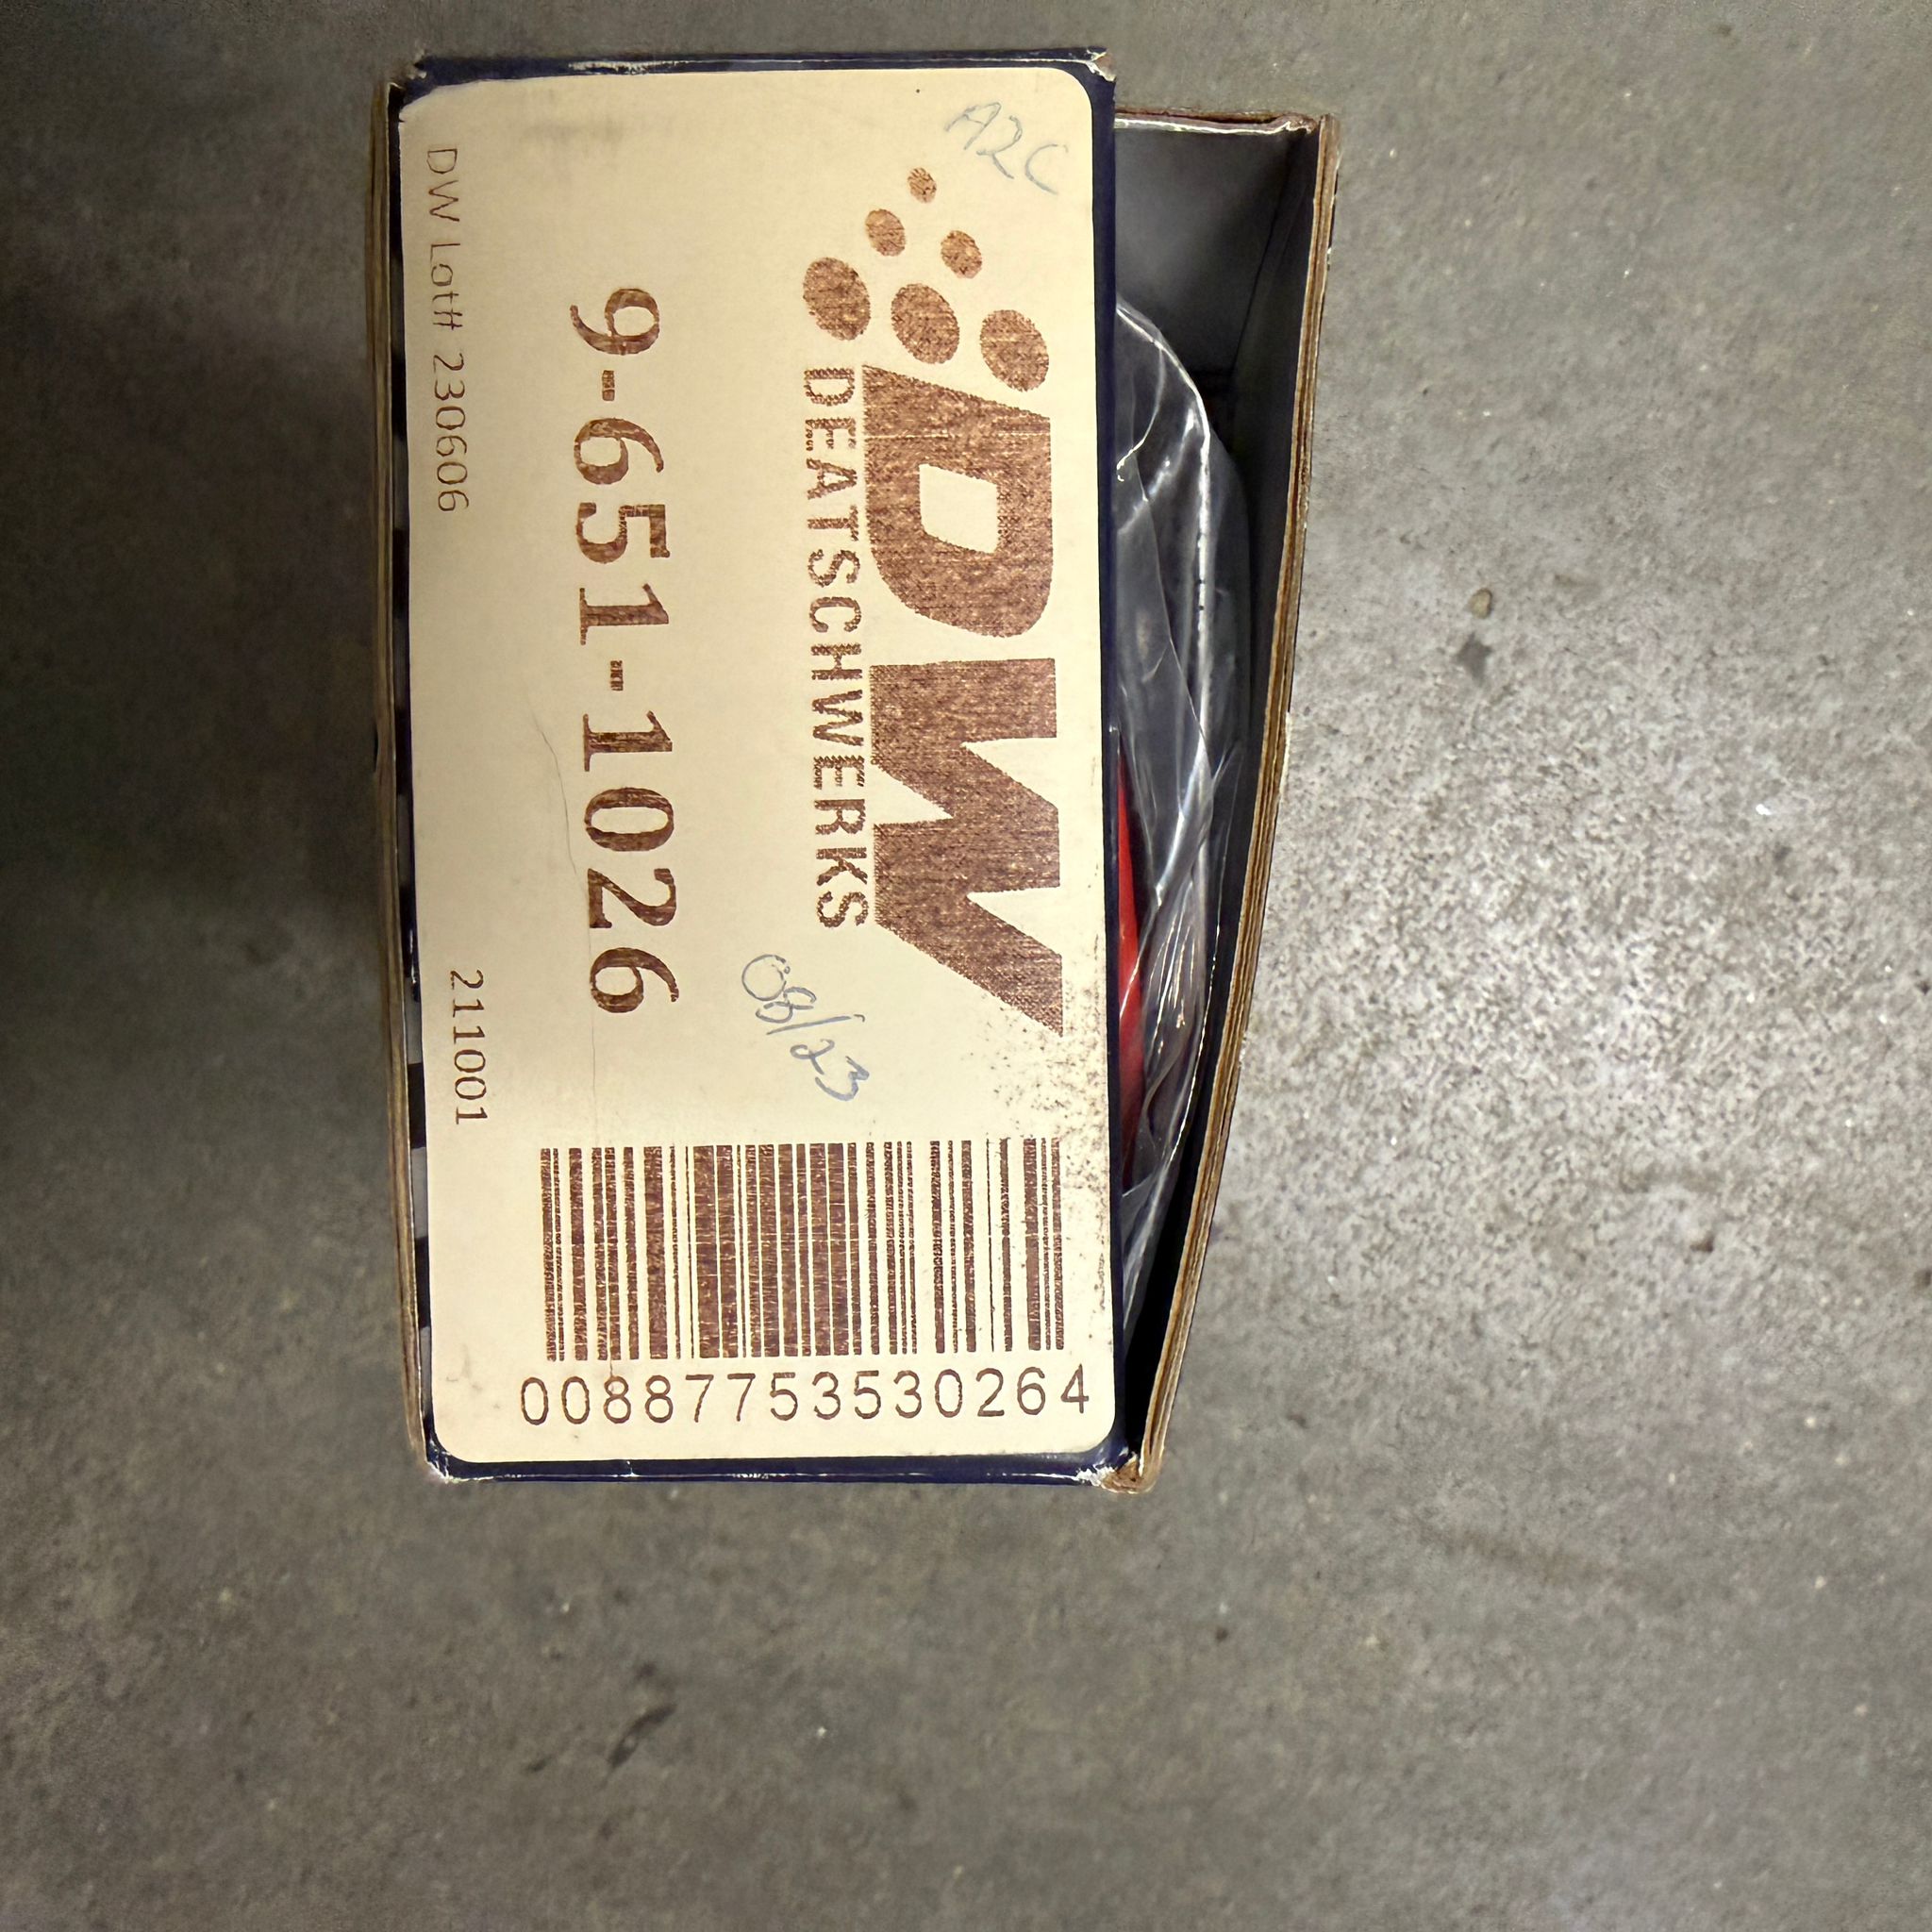 A2C
DW
DEATSCHWERKS
08/23
9-651-1026
DW Lot# 230606
211001
00887753530264